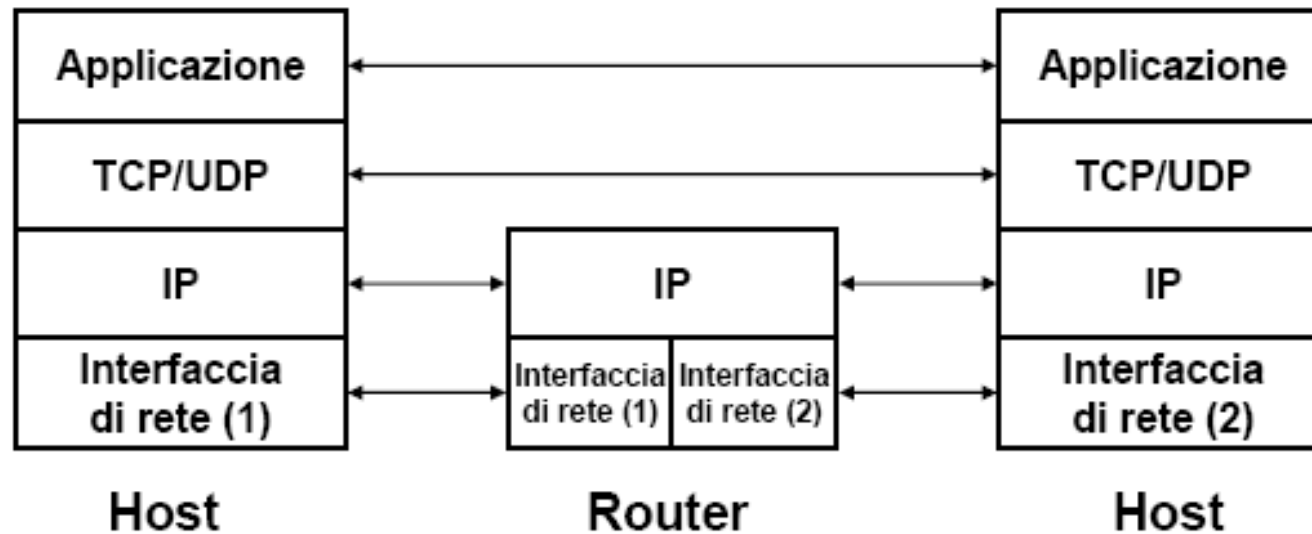 Applicazione
Applicazione
TCP/UDP
TCP/UDP
IP
IP
IP
Interfaccia
di rete (1)
Interfaccia
di rete (1)
Interfaccia
di rete (2)
Interfaccia
di rete (2)
Host
Router
Host